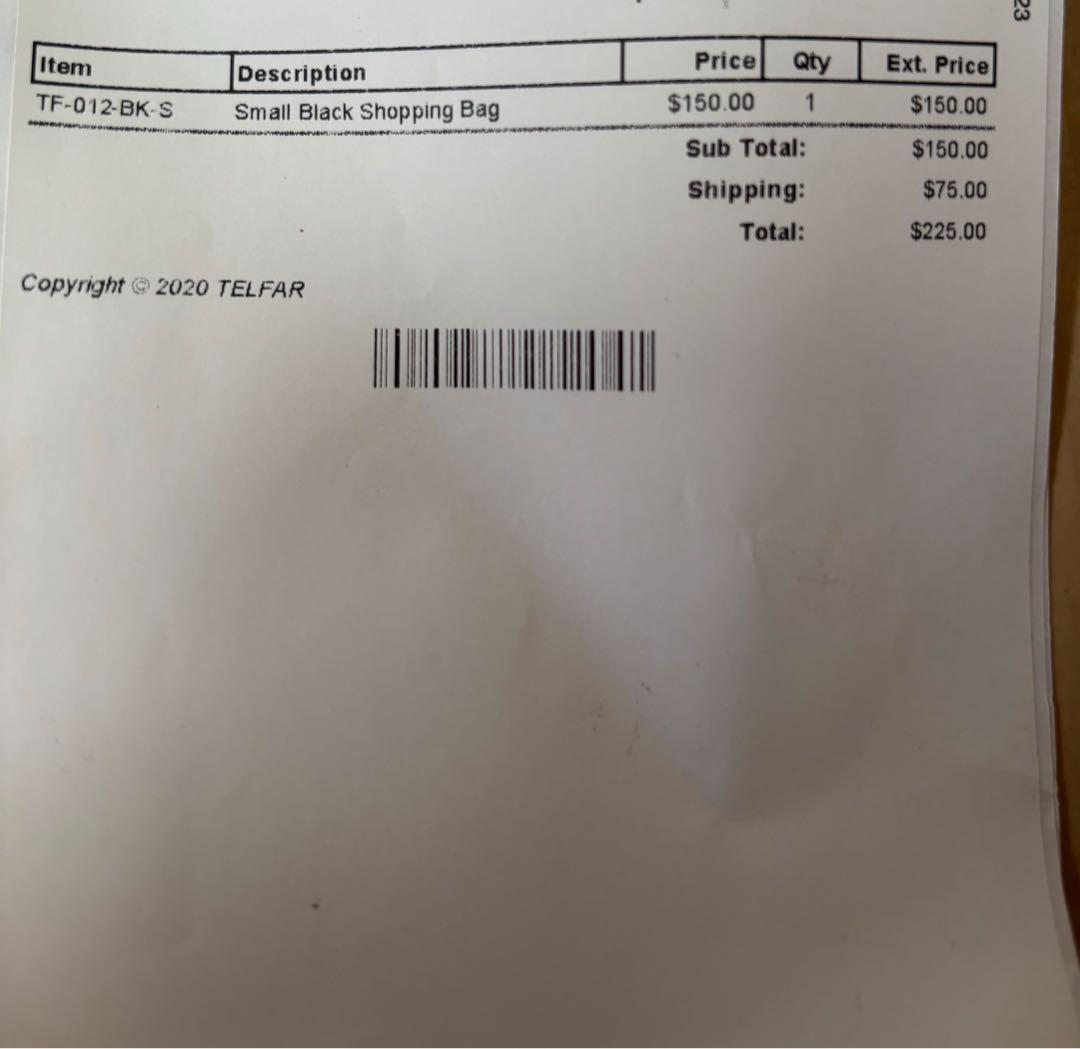 23
Item Description Price Qty Ext. Price
TF-012-BK-S Small Black Shopping Bag $150.00 1 $150.00
Sub Total: $150.00
Shipping: $75.00
Total: $225.00
Copyright © 2020 TELFAR